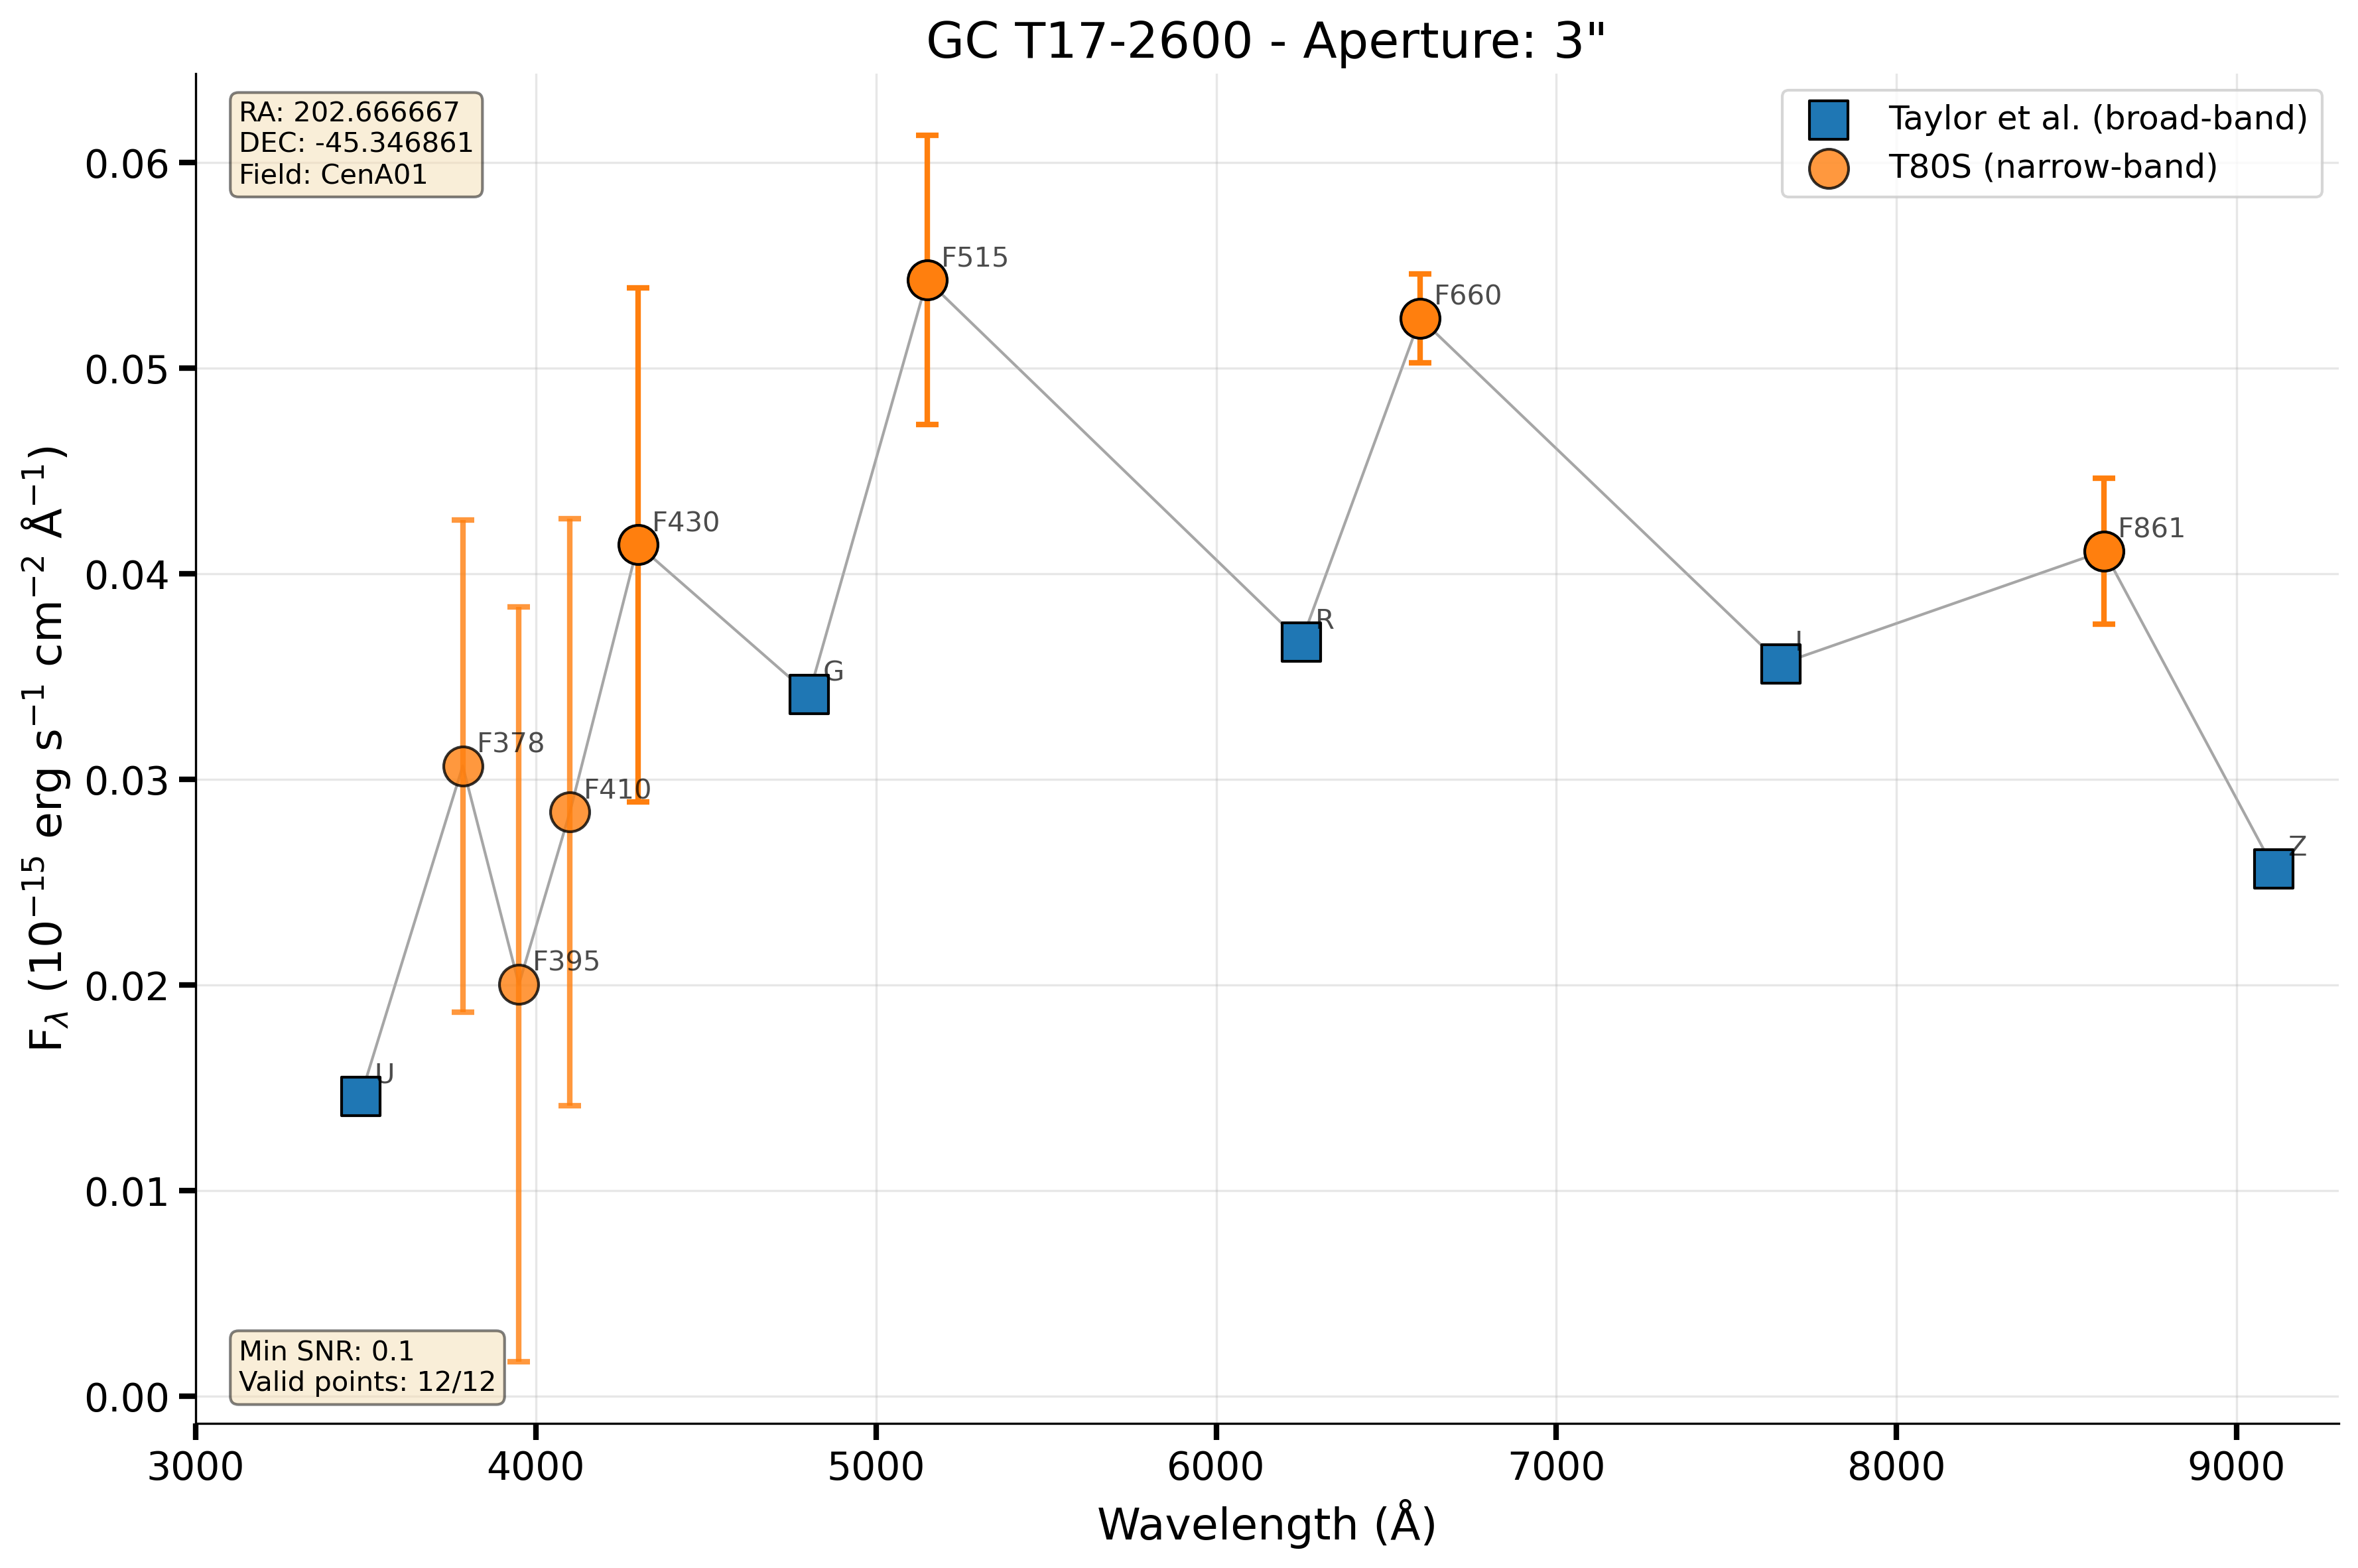 GC T17-2600 - Aperture: 3"
RA: 202.666667
DEC: -45.346861
Field: CenA01
Taylor et al. (broad-band)
T80S (narrow-band)
F515
F660
F430
F861
R
I
G
F378
F410
Z
F395
U
Min SNR: 0.1
Valid points: 12/12
0.06
0.05
0.04
0.03
0.02
0.01
0.00
F_λ (10⁻¹⁵ erg s⁻¹ cm⁻² Å⁻¹)
3000 4000 5000 6000 7000 8000 9000
Wavelength (Å)